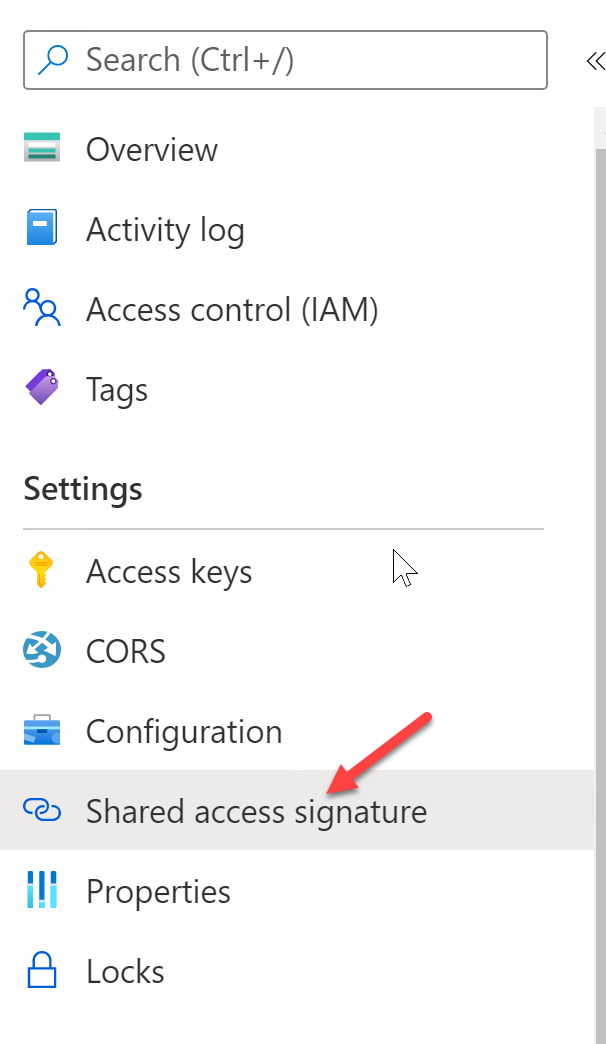 Search (Ctrl+/)
Overview
Activity log
Access control (IAM)
Tags
Settings
Access keys
CORS
Configuration
Shared access signature
Properties
Locks